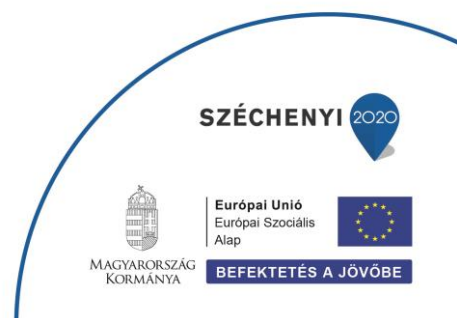 SZÉCHENYI 2020
Európai Unió
Európai Szociális
Alap
MAGYARORSZÁG
KORMÁNYA
BEFEKTETÉS A JÖVŐBE